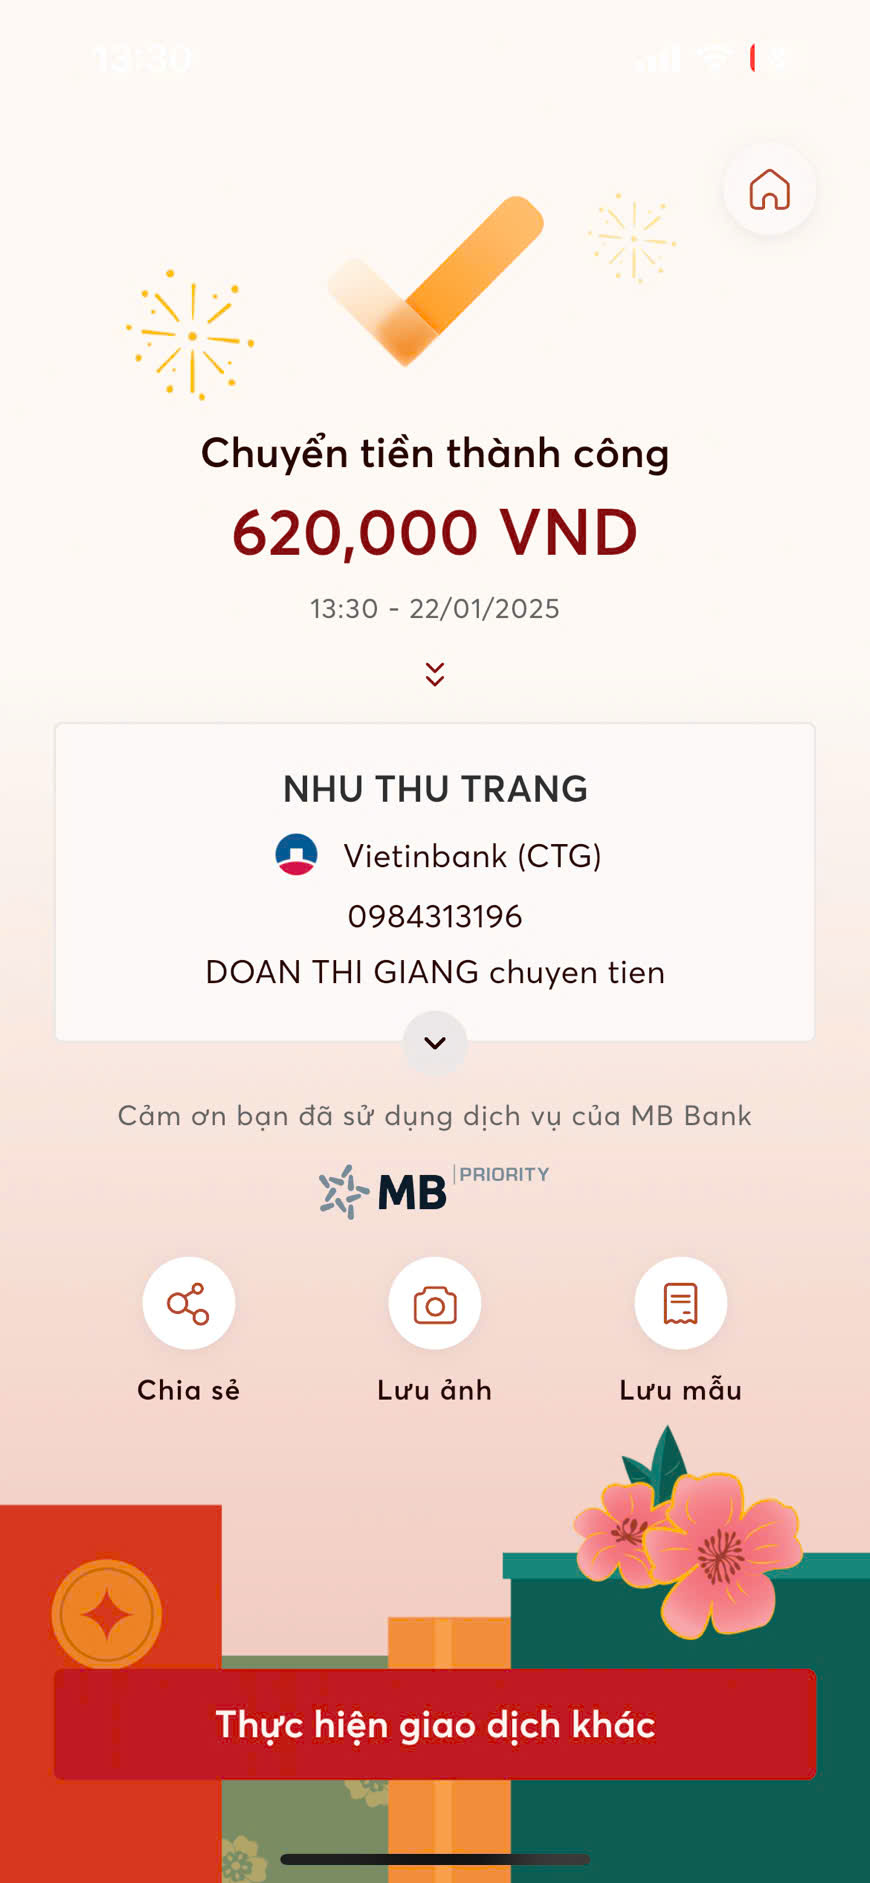 13:30
Chuyển tiền thành công
620,000 VND
13:30 - 22/01/2025
NHU THU TRANG
Vietinbank (CTG)
0984313196
DOAN THI GIANG chuyen tien
Cảm ơn bạn đã sử dụng dịch vụ của MB Bank
MB PRIORITY
Chia sẻ Lưu ảnh Lưu mẫu
Thực hiện giao dịch khác